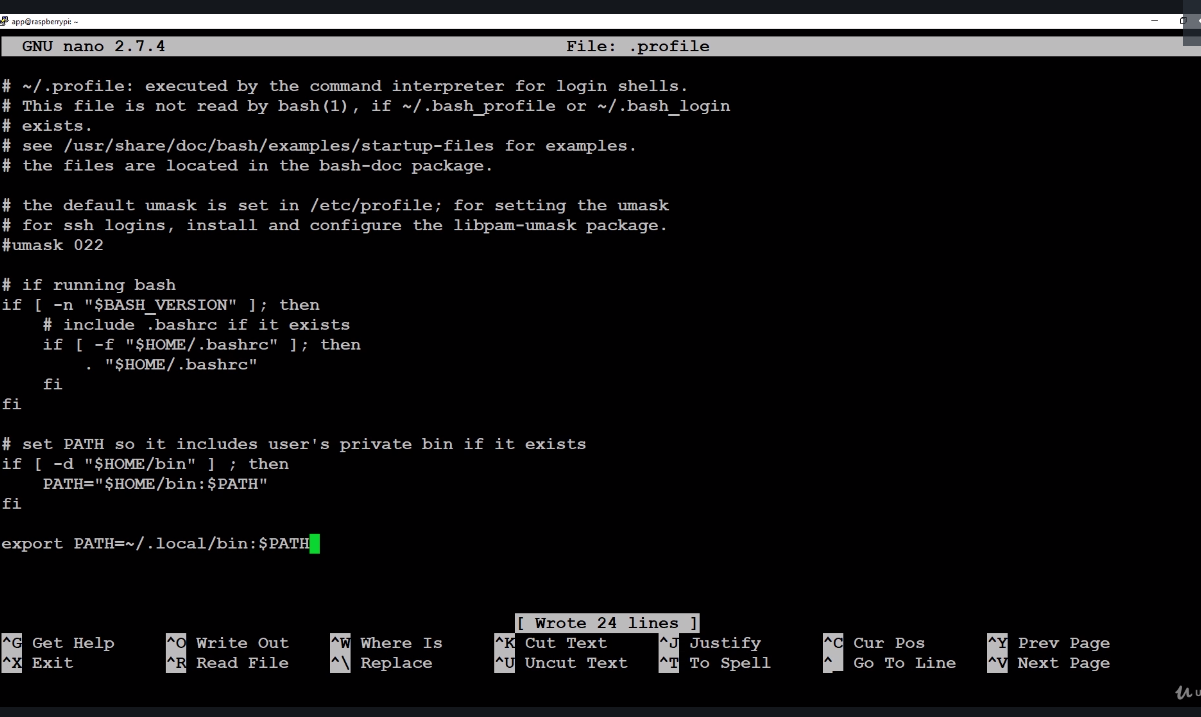 app@raspberrypi: ~
GNU nano 2.7.4 File: .profile
# ~/.profile: executed by the command interpreter for login shells.
# This file is not read by bash(1), if ~/.bash_profile or ~/.bash_login
# exists.
# see /usr/share/doc/bash/examples/startup-files for examples.
# the files are located in the bash-doc package.
# the default umask is set in /etc/profile; for setting the umask
# for ssh logins, install and configure the libpam-umask package.
#umask 022
# if running bash
if [ -n "$BASH_VERSION" ]; then
    # include .bashrc if it exists
    if [ -f "$HOME/.bashrc" ]; then
        . "$HOME/.bashrc"
    fi
fi
# set PATH so it includes user's private bin if it exists
if [ -d "$HOME/bin" ] ; then
    PATH="$HOME/bin:$PATH"
fi
export PATH=~/.local/bin:$PATH
[ Wrote 24 lines ]
^G Get Help ^O Write Out ^W Where Is ^K Cut Text ^J Justify ^C Cur Pos ^Y Prev Page
^X Exit ^R Read File ^\ Replace ^U Uncut Text ^T To Spell ^_ Go To Line ^V Next Page